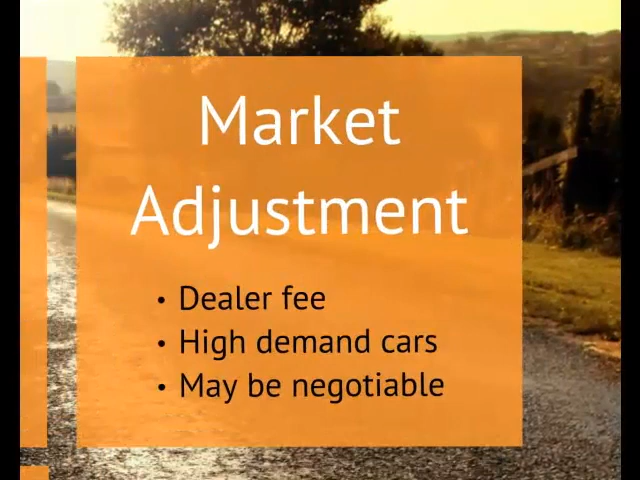 Market
Adjustment
• Dealer fee
• High demand cars
• May be negotiable